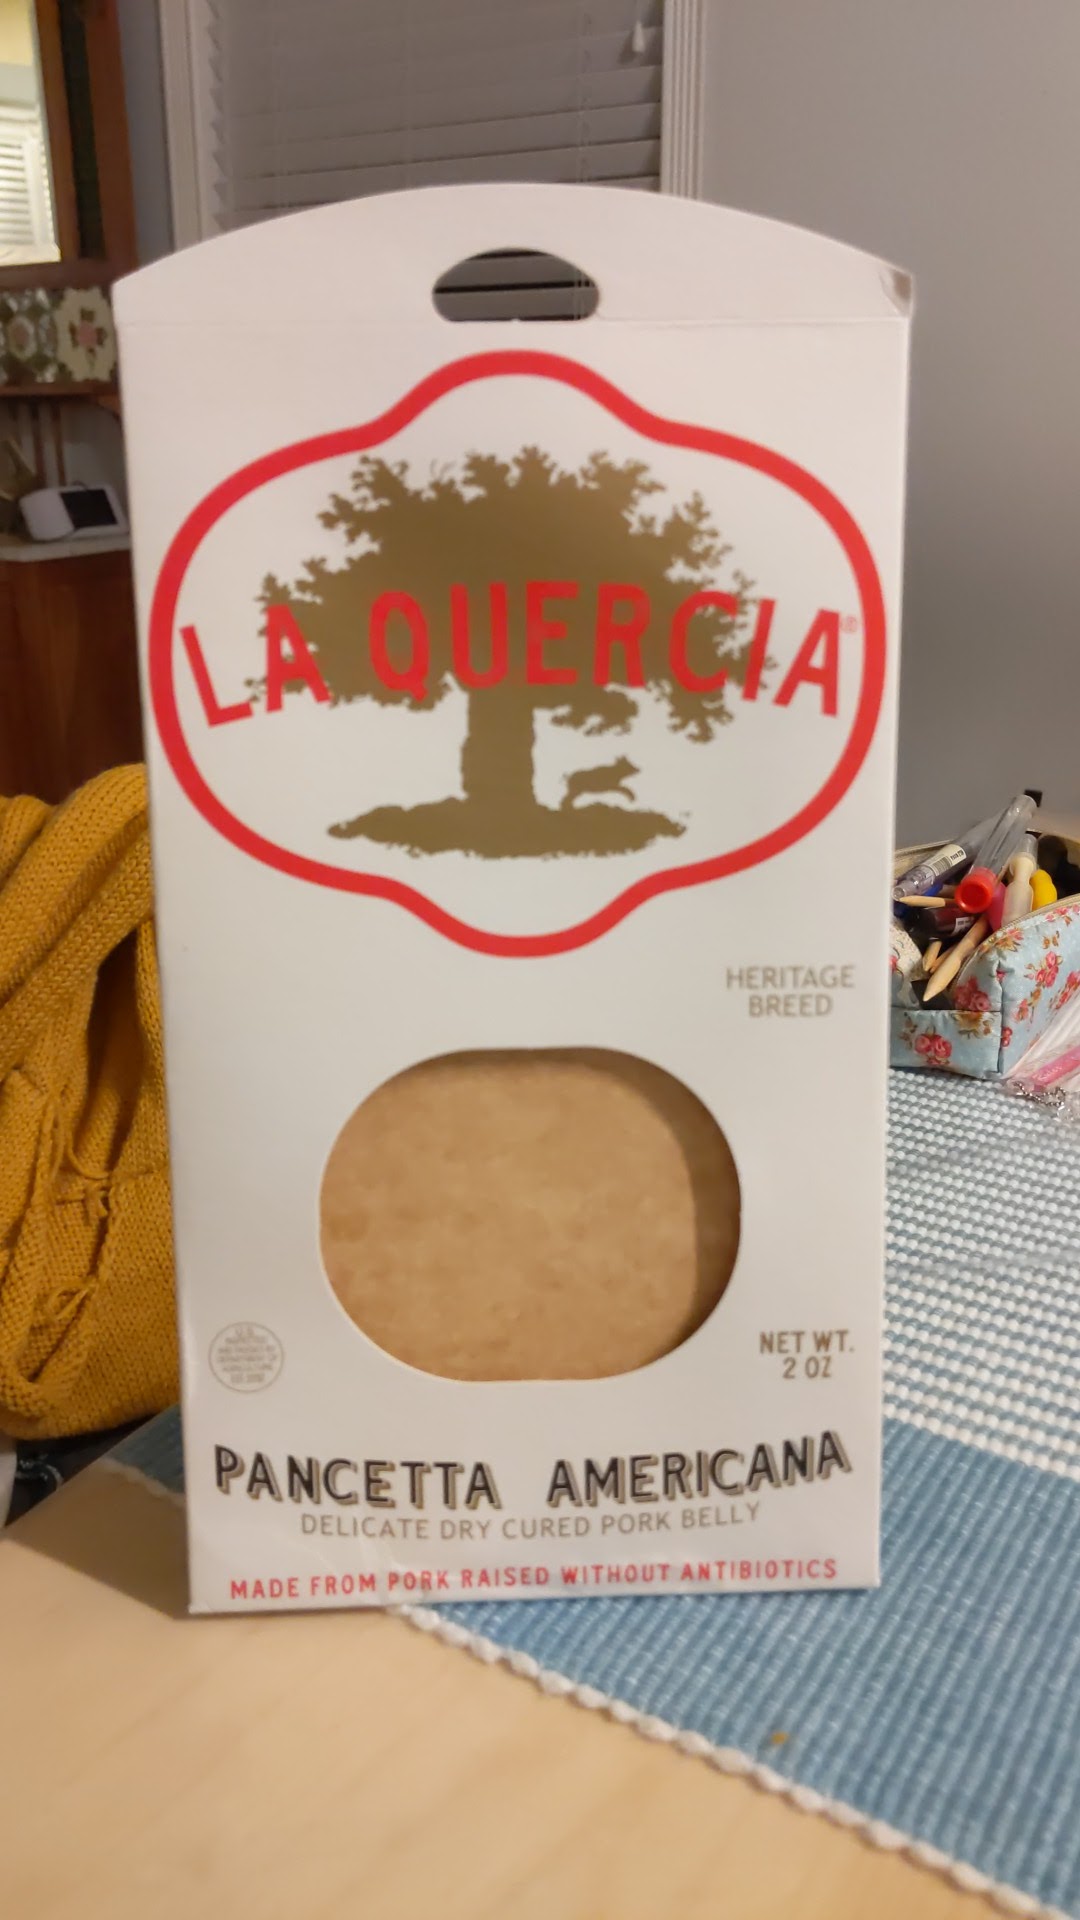 LA QUERCIA®
HERITAGE
BREED
NET WT.
2 OZ
PANCETTA AMERICANA
DELICATE DRY CURED PORK BELLY
MADE FROM PORK RAISED WITHOUT ANTIBIOTICS